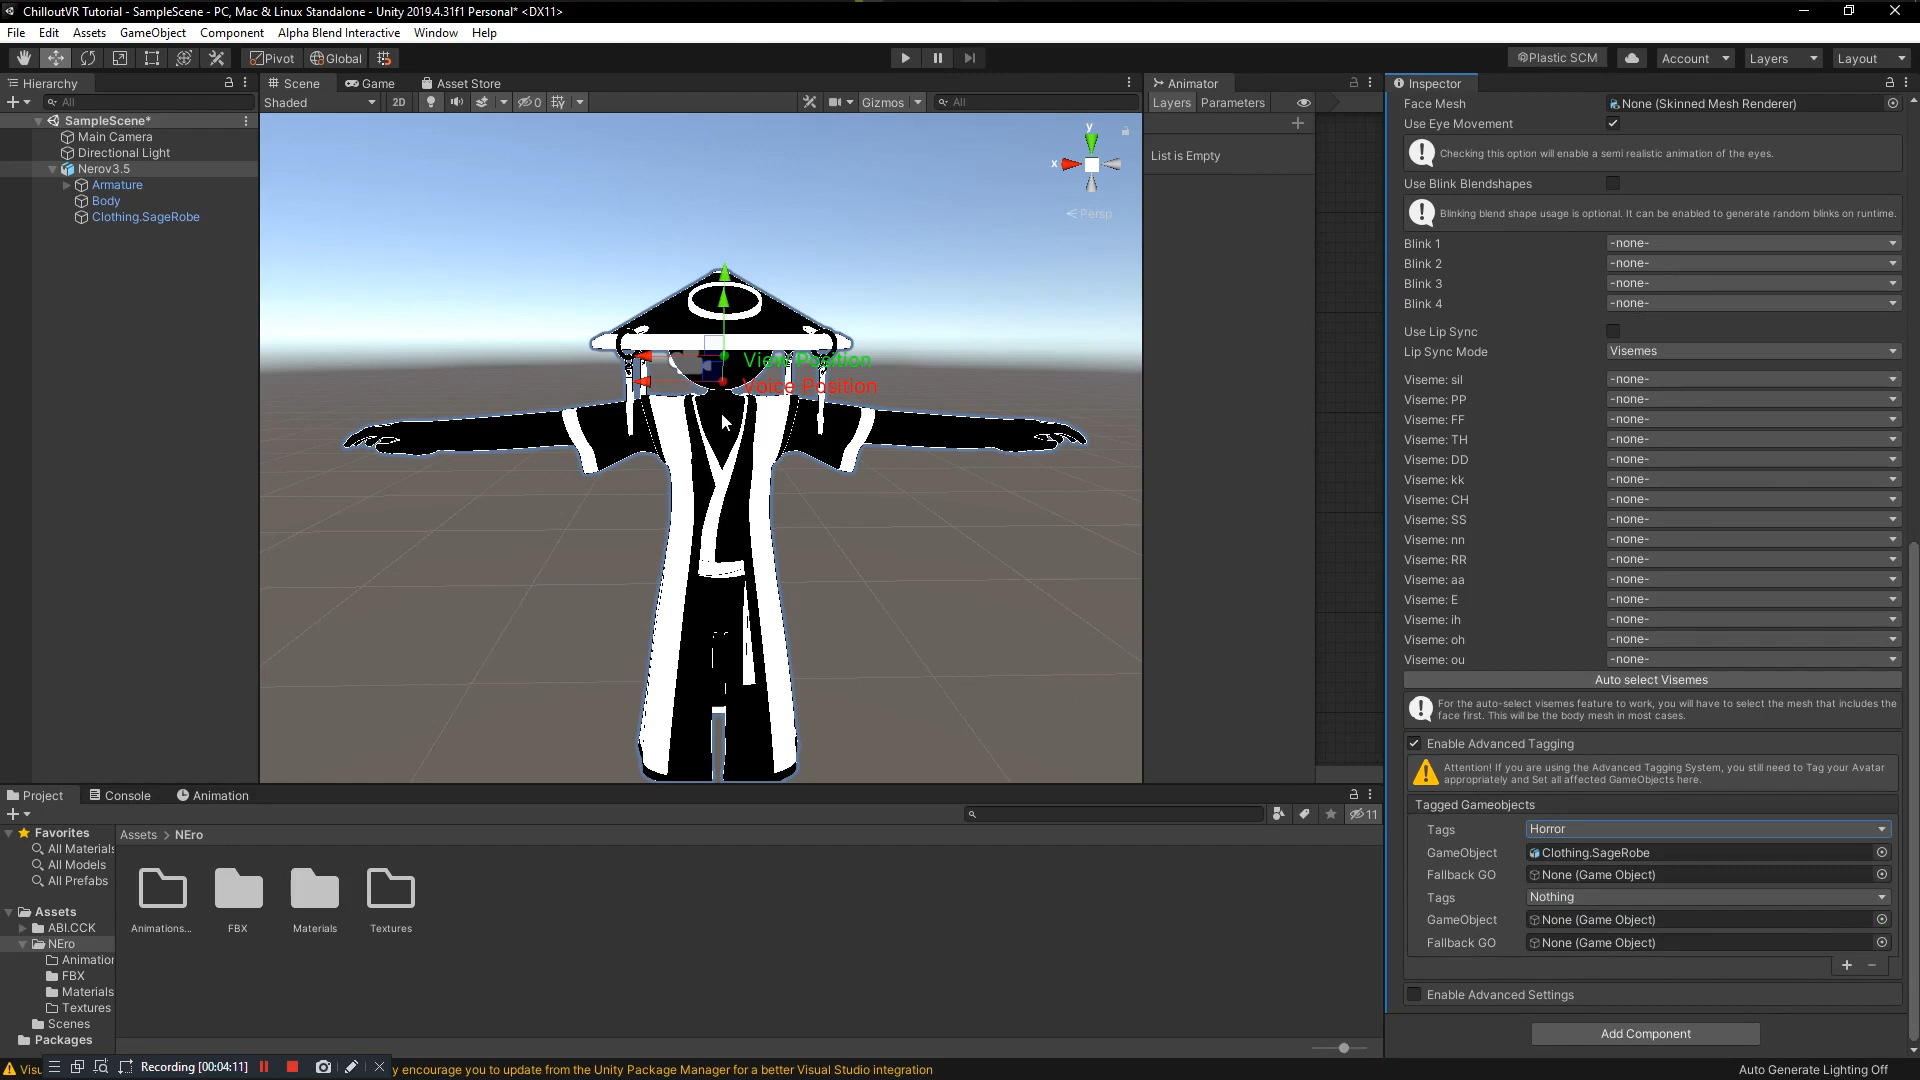 ChilloutVR Tutorial - SampleScene - PC, Mac & Linux Standalone - Unity 2019.4.31f1 Personal* <DX11>
File Edit Assets GameObject Component Alpha Blend Interactive Window Help
Pivot Global Plastic SCM Account Layers Layout
Hierarchy
All
SampleScene*
Main Camera
Directional Light
Nerov3.5
Armature
Body
Clothing.SageRobe
Scene Game Asset Store
Shaded 2D 0 Gizmos All
y
x
Persp
View Position
Voice Position
Animator
Layers Parameters
List is Empty
Inspector
Face Mesh None (Skinned Mesh Renderer)
Use Eye Movement
Checking this option will enable a semi realistic animation of the eyes.
Use Blink Blendshapes
Blinking blend shape usage is optional. It can be enabled to generate random blinks on runtime.
Blink 1 -none-
Blink 2 -none-
Blink 3 -none-
Blink 4 -none-
Use Lip Sync
Lip Sync Mode Visemes
Viseme: sil -none-
Viseme: PP -none-
Viseme: FF -none-
Viseme: TH -none-
Viseme: DD -none-
Viseme: kk -none-
Viseme: CH -none-
Viseme: SS -none-
Viseme: nn -none-
Viseme: RR -none-
Viseme: aa -none-
Viseme: E -none-
Viseme: ih -none-
Viseme: oh -none-
Viseme: ou -none-
Auto select Visemes
For the auto-select visemes feature to work, you will have to select the mesh that includes the
face first. This will be the body mesh in most cases.
Enable Advanced Tagging
Attention! If you are using the Advanced Tagging System, you still need to Tag your Avatar
appropriately and Set all affected GameObjects here.
Tagged Gameobjects
Tags Horror
GameObject Clothing.SageRobe
Fallback GO None (Game Object)
Tags Nothing
GameObject None (Game Object)
Fallback GO None (Game Object)
Enable Advanced Settings
Add Component
Project Console Animation
11
Favorites
All Materials
All Models
All Prefabs
Assets
ABI.CCK
NEro
Animation
FBX
Materials
Textures
Scenes
Packages
Assets > NEro
Animations...
FBX
Materials
Textures
Visu
Recording [00:04:11]
y encourage you to update from the Unity Package Manager for a better Visual Studio integration
Auto Generate Lighting Off